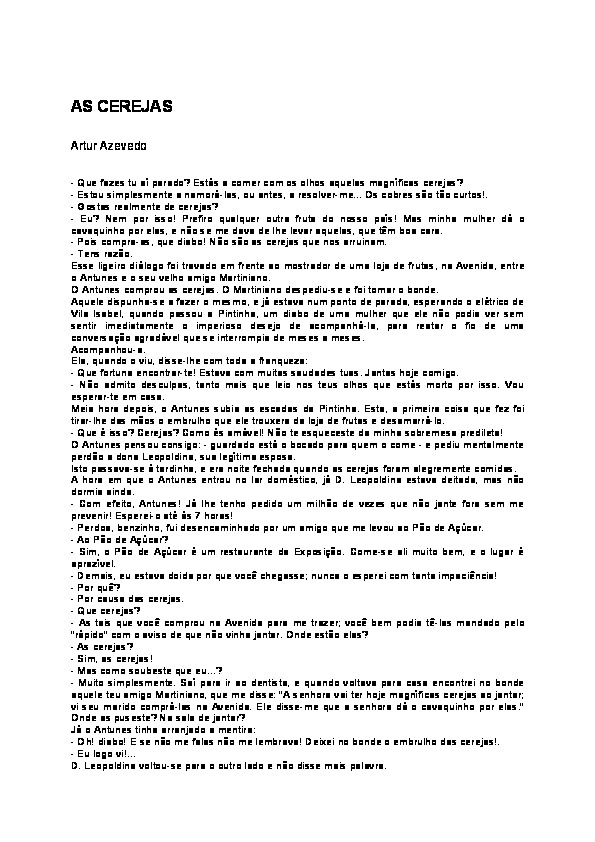 AS CEREJAS
Artur Azevedo
- Que fazes tu aí parado? Estás a comer com os olhos aquelas magníficas cerejas?
- Estou simplesmente a namorá-las, ou antes, a resolver-me... Os cobres são tão curtos!.
- Gostas realmente de cerejas?
- Eu? Nem por isso! Prefiro qualquer outra fruta do nosso país! Mas minha mulher dá o
cavaquinho por elas, e não se me dava de lhe levar aquelas, que têm boa cara.
- Pois compra-as, que diabo! Não são as cerejas que nos arruinam.
- Tens razão.
Esse ligeiro diálogo foi travado em frente ao mostrador de uma loja de frutas, na Avenida, entre
o Antunes e o seu velho amigo Martiniano.
O Antunes comprou as cerejas. O Martiniano despediu-se e foi tomar o bonde.
Aquele dispunha-se a fazer o mesmo, e já estava num ponto de parada, esperando o elétrico de
Vila Isabel, quando passou a Pintinha, um diabo de uma mulher que ele não podia ver sem
sentir imediatamente o imperioso desejo de acompanhá-la, para reatar o fio de uma
conversação agradável que se interrompia de meses a meses.
Acompanhou-a.
Ela, quando o viu, disse-lhe com toda a franqueza:
- Que fortuna encontrar-te! Estava com muitas saudades tuas. Jantas hoje comigo.
- Não admito desculpas, tanto mais que leio nos teus olhos que estás morto por isso. Vou
esperar-te em casa.
Meia hora depois, o Antunes subia as escadas da Pintinha. Esta, a primeira coisa que fez foi
tirar-lhe das mãos o embrulho que ele trouxera da loja de frutas e desamarrá-lo.
- Que é isso? Cerejas? Como és amável! Não te esqueceste da minha sobremesa predileta!
O Antunes pensou consigo: - guardado está o bocado para quem o come - e pediu mentalmente
perdão a dona Leopoldina, sua legítima esposa.
Isto passava-se à tardinha, e era noite fechada quando as cerejas foram alegremente comidas.
A hora em que o Antunes entrou no lar doméstico, já D. Leopoldina estava deitada, mas não
dormia ainda.
- Com efeito, Antunes! Já lhe tenho pedido um milhão de vezes que não jante fora sem me
prevenir! Esperei-o até às 7 horas!
- Perdoa, benzinho, fui desencaminhado por um amigo que me levou ao Pão de Açúcar.
- Ao Pão de Açúcar?
- Sim, o Pão de Açúcar é um restaurante da Exposição. Come-se ali muito bem, e o lugar é
aprazível.
- Demais, eu estava doida por que você chegasse; nunca o esperei com tanta impaciência!
- Por quê?
- Por causa das cerejas.
- Que cerejas?
- As tais que você comprou na Avenida para me trazer; você bem podia tê-las mandado pelo
"rápido" com o aviso de que não vinha jantar. Onde estão elas?
- As cerejas?
- Sim, as cerejas!
- Mas como soubeste que eu...?
- Muito simplesmente. Saí para ir ao dentista, e quando voltava para casa encontrei no bonde
aquele teu amigo Martiniano, que me disse: "A senhora vai ter hoje magníficas cerejas ao jantar;
vi seu marido comprá-las na Avenida. Ele disse-me que a senhora dá o cavaquinho por elas."
Onde as puseste? Na sala de jantar?
Já o Antunes tinha arranjado a mentira:
- Oh! diabo! E se não me falas não me lembrava! Deixei no bonde o embrulho das cerejas!.
- Eu logo vi!...
D. Leopoldina voltou-se para o outro lado e não disse mais palavra.